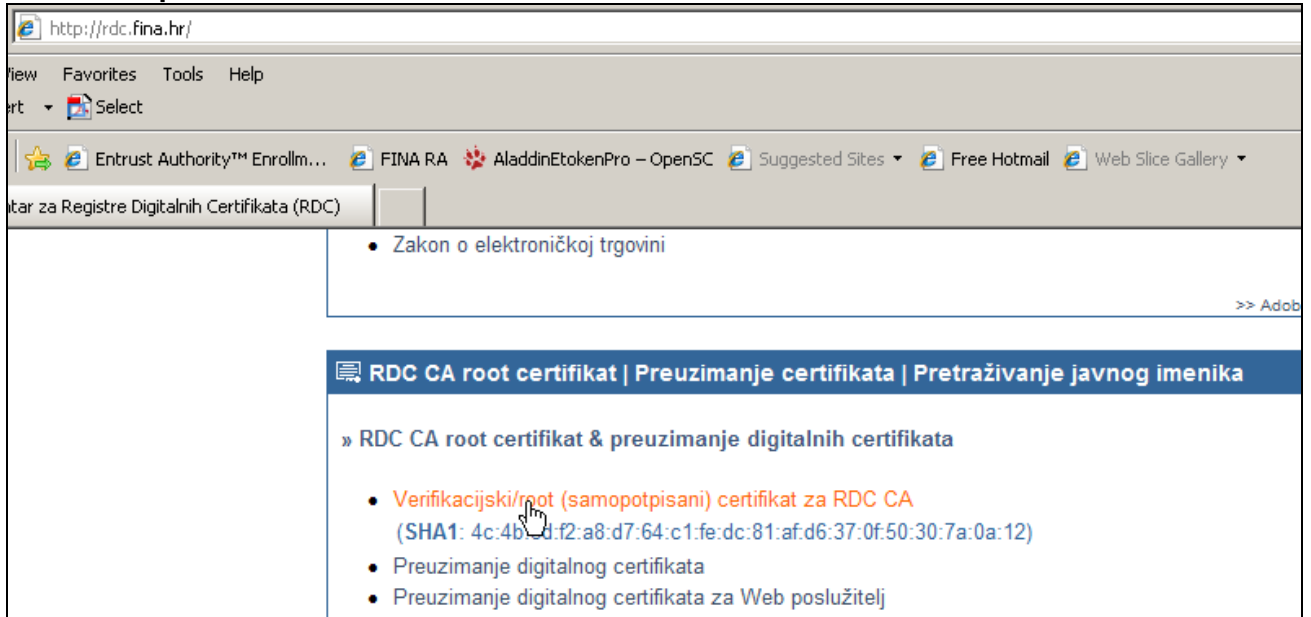 http://rdc.fina.hr/
View Favorites Tools Help
ert Select
Entrust Authority™ Enrollm... FINA RA AladdinEtokenPro – OpenSC Suggested Sites Free Hotmail Web Slice Gallery
ntar za Registre Digitalnih Certifikata (RDC)
• Zakon o elektroničkoj trgovini
>> Adob
RDC CA root certifikat | Preuzimanje certifikata | Pretraživanje javnog imenika
» RDC CA root certifikat & preuzimanje digitalnih certifikata
• Verifikacijski/root (samopotpisani) certifikat za RDC CA
(SHA1: 4c:4b: :f2:a8:d7:64:c1:fe:dc:81:af:d6:37:0f:50:30:7a:0a:12)
• Preuzimanje digitalnog certifikata
• Preuzimanje digitalnog certifikata za Web poslužitelj